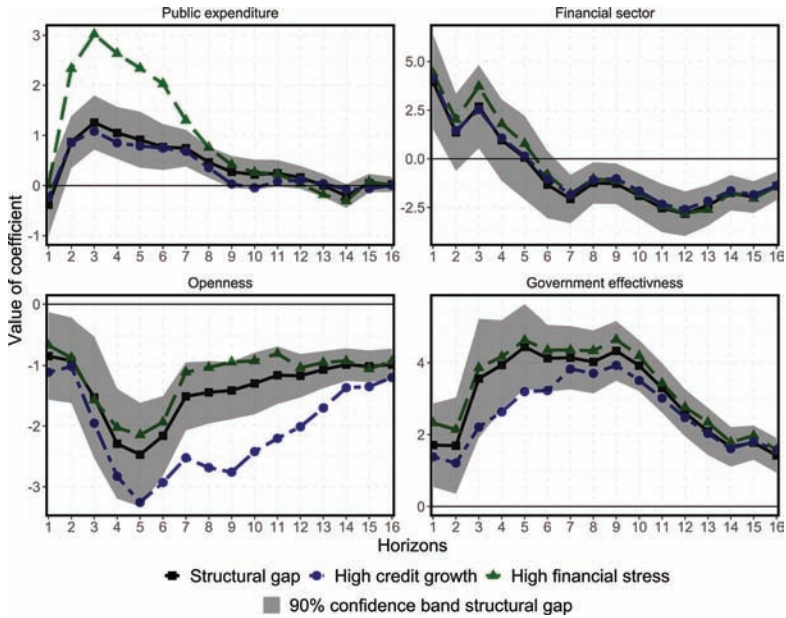 Public expenditure
Financial sector
3
2
1
0
-1
5.0
2.5
0.0
-2.5
1 2 3 4 5 6 7 8 9 10 11 12 13 14 15 16
1 2 3 4 5 6 7 8 9 10 11 12 13 14 15 16
Value of coefficient
Openness
Government effectivness
0
-1
-2
-3
4
2
0
1 2 3 4 5 6 7 8 9 10 11 12 13 14 15 16
1 2 3 4 5 6 7 8 9 10 11 12 13 14 15 16
Horizons
Structural gap High credit growth High financial stress
90% confidence band structural gap